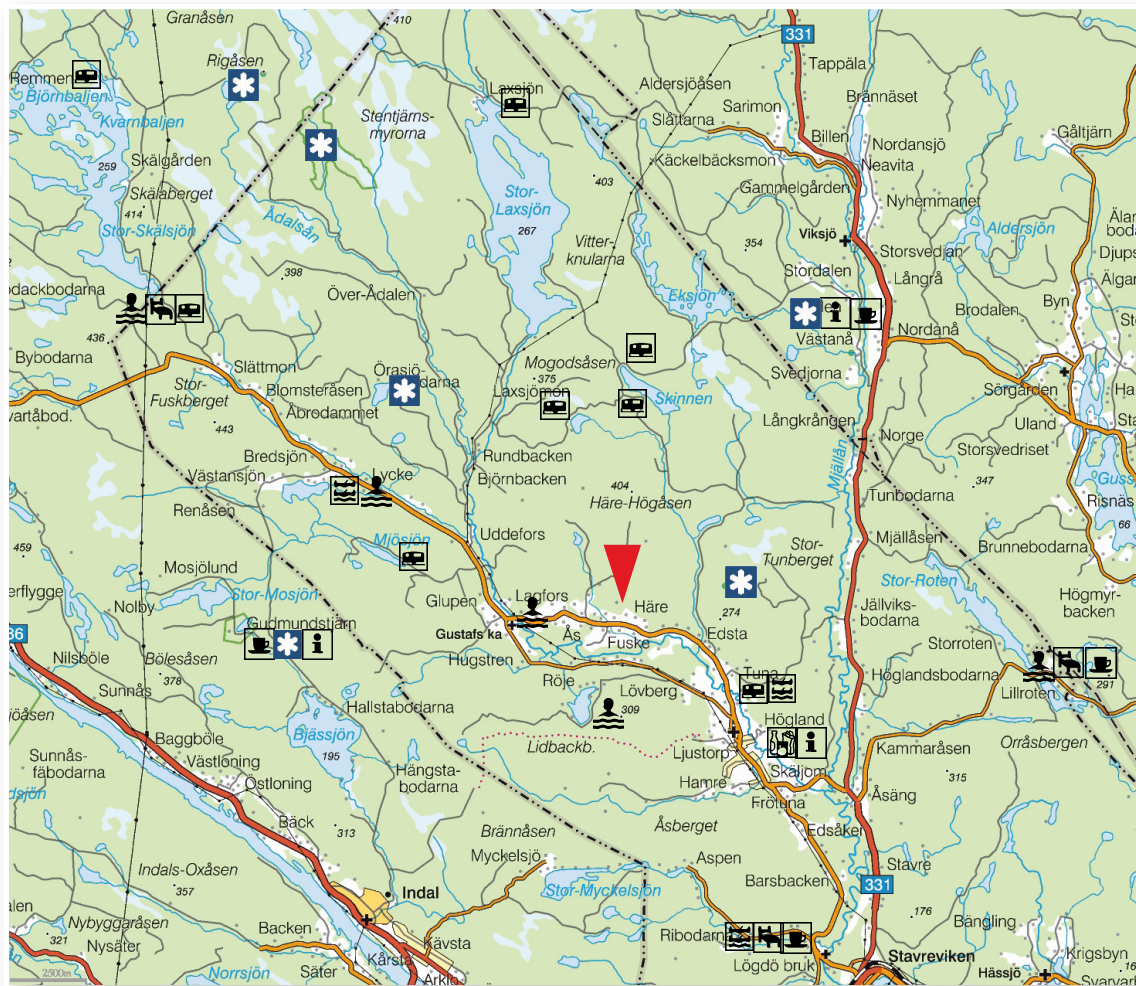 Granåsen
410
331
Rigåsen
Tappäla
Remmen
Björnbaljen
Laxsjön
Aldersjöåsen
Brännäset
Kvarnbaljen
Stentjärns-
myrorna
Sarimon
Slåttarna
Billen
Gåltjärn
Nordansjö
259
Skälgården
Käckelbäcksmon
Neavita
Skälaberget
403
Gammelgården
Stor-
Laxsjön
267
Nyhemmanet
414
Stor-Skälsjön
Ådalsån
Vitter-
knularna
354
Viksjö
Aldersjön
Storsvedjan
398
Stordalen
Långrå
Över-Ådalen
Eksjön
Byn
Brodalen
436
Västanå
Nordanå
Bybodarna
Slättmon
Mogodsåsen
375
Örasjö-
Svedjorna
Stor-
Fuskberget
Blomsteråsen
Laxsjömon
Skinnen
Sörgården
Åbrodammet
443
Långkrången
Uland
Norge
Bredsjön
Rundbacken
Storsvedriset
Västansjön
Lycke
Björnbacken
Mjällån
347
404
Häre-Högåsen
Tunbodarna
Renåsen
66
Mjösjön
Uddefors
Stor-
Tunberget
Mjällåsen
Brunnebodarna
459
Mosjölund
Stor-Roten
Stor-Mosjön
Glupen
Lagfors
Häre
274
Jällviks-
bodarna
Högmyr-
backen
Nolby
Gudmundstjärn
Ås
Fuske
Edsta
Storroten
Nilsböle
Bölesåsen
378
Hugstren
Röje
Tuna
Höglandsbodarna
Lillroten
291
Sunnås
Hallstabodarna
Lövberg
309
Högland
Bjässjön
195
Lidbackb.
Ljustorp
Kammaråsen
Orråsbergen
Baggböle
Sunnås-
fäbodarna
Västloning
Hängsta-
bodarna
Hamre
Skäljom
315
Östloning
Frötuna
Åsäng
Bäck
313
Brännåsen
Åsberget
Edsåker
Myckelsjö
Aspen
Stavre
Indals-Oxåsen
357
Stor-Myckelsjön
Barsbacken
331
Indal
176
Nybyggaråsen
Bängling
321
Backen
Kävsta
Ribodarna
Nysäter
Kårsta
Stavreviken
Krigsbyn
Norrsjön
Säter
Lögdö bruk
Hässjö
2500m